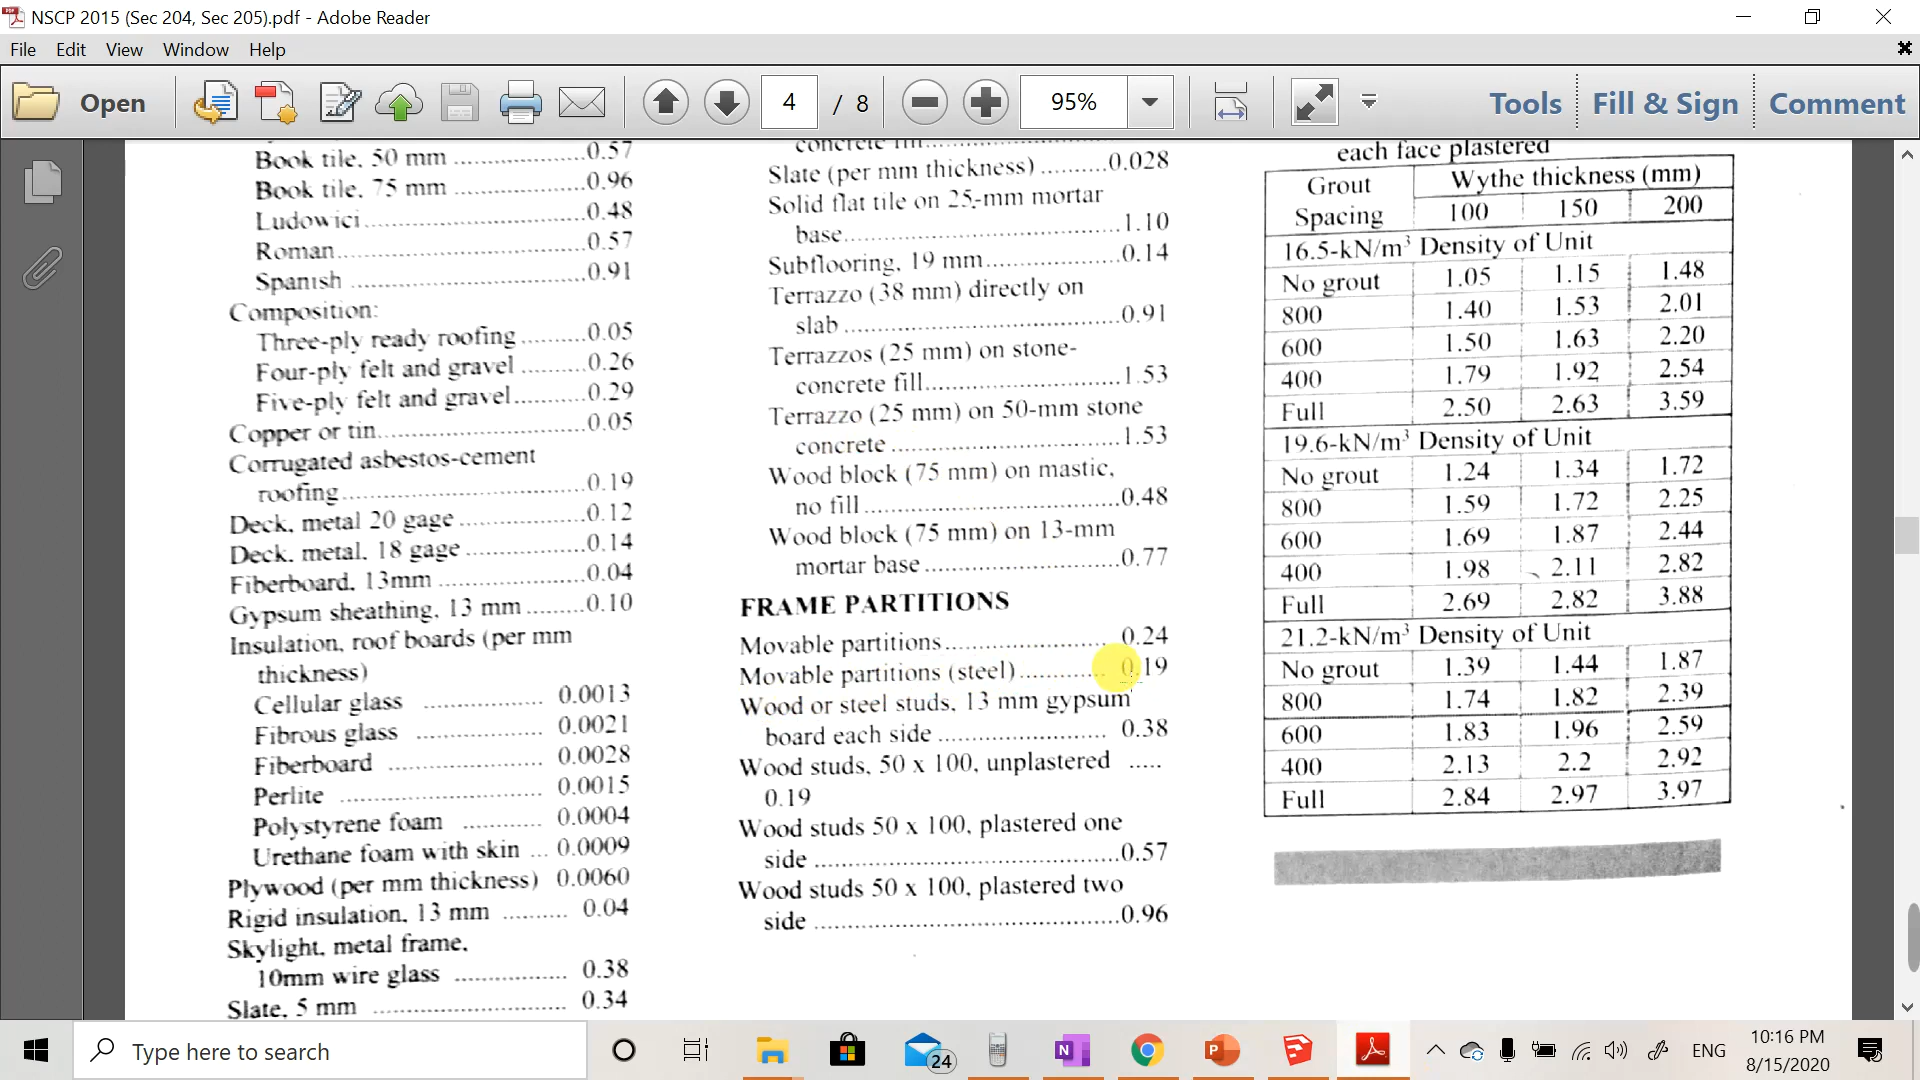 NSCP 2015 (Sec 204, Sec 205).pdf - Adobe Reader
File Edit View Window Help
Open 4 / 8 95% Tools Fill & Sign Comment
Book tile, 50 mm ....................0.57
Book tile, 75 mm ....................0.96
Ludowici.................................0.48
Roman.....................................0.57
Spanish ...................................0.91
Composition:
Three-ply ready roofing ..........0.05
Four-ply felt and gravel .........0.26
Five-ply felt and gravel..........0.29
Copper or tin...............................0.05
Corrugated asbestos-cement
roofing.....................................0.19
Deck, metal 20 gage ...................0.12
Deck, metal, 18 gage ..................0.14
Fiberboard, 13mm ......................0.04
Gypsum sheathing, 13 mm .........0.10
Insulation, roof boards (per mm
thickness)
Cellular glass .................. 0.0013
Fibrous glass ................... 0.0021
Fiberboard ....................... 0.0028
Perlite .............................. 0.0015
Polystyrene foam ............ 0.0004
Urethane foam with skin ... 0.0009
Plywood (per mm thickness) 0.0060
Rigid insulation, 13 mm .......... 0.04
Skylight, metal frame,
10mm wire glass ................. 0.38
Slate, 5 mm ............................. 0.34
concrete fill
Slate (per mm thickness) ..........0.028
Solid flat tile on 25-mm mortar
base.........................................1.10
Subflooring, 19 mm....................0.14
Terrazzo (38 mm) directly on
slab .........................................0.91
Terrazzos (25 mm) on stone-
concrete fill.............................1.53
Terrazzo (25 mm) on 50-mm stone
concrete ..................................1.53
Wood block (75 mm) on mastic,
no fill ......................................0.48
Wood block (75 mm) on 13-mm
mortar base .............................0.77
FRAME PARTITIONS
Movable partitions........................ 0.24
Movable partitions (steel)............. 0.19
Wood or steel studs, 13 mm gypsum
board each side ......................... 0.38
Wood studs, 50 x 100, unplastered .....
0.19
Wood studs 50 x 100, plastered one
side ..............................................0.57
Wood studs 50 x 100, plastered two
side ..............................................0.96
each face plastered
Grout Spacing Wythe thickness (mm)
100 150 200
16.5-kN/m³ Density of Unit
No grout 1.05 1.15 1.48
800 1.40 1.53 2.01
600 1.50 1.63 2.20
400 1.79 1.92 2.54
Full 2.50 2.63 3.59
19.6-kN/m³ Density of Unit
No grout 1.24 1.34 1.72
800 1.59 1.72 2.25
600 1.69 1.87 2.44
400 1.98 2.11 2.82
Full 2.69 2.82 3.88
21.2-kN/m³ Density of Unit
No grout 1.39 1.44 1.87
800 1.74 1.82 2.39
600 1.83 1.96 2.59
400 2.13 2.2 2.92
Full 2.84 2.97 3.97
Type here to search
24
ENG
10:16 PM
8/15/2020